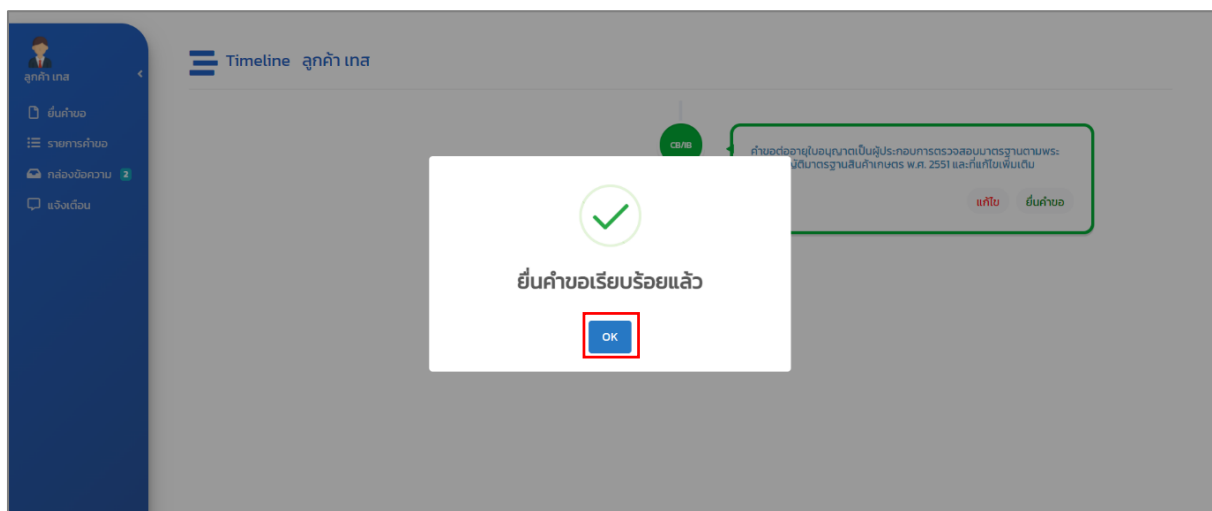 ลูกค้า เทส
ยื่นคำขอ
รายการคำขอ
กล่องข้อความ 2
แจ้งเตือน
Timeline ลูกค้า เทส
CB/IB
คำขอต่ออายุใบอนุญาตเป็นผู้ประกอบการตรวจสอบมาตรฐานตามพระ
ญัติมาตรฐานสินค้าเกษตร พ.ศ. 2551 และที่แก้ไขเพิ่มเติม
แก้ไข ยื่นคำขอ
ยื่นคำขอเรียบร้อยแล้ว
OK